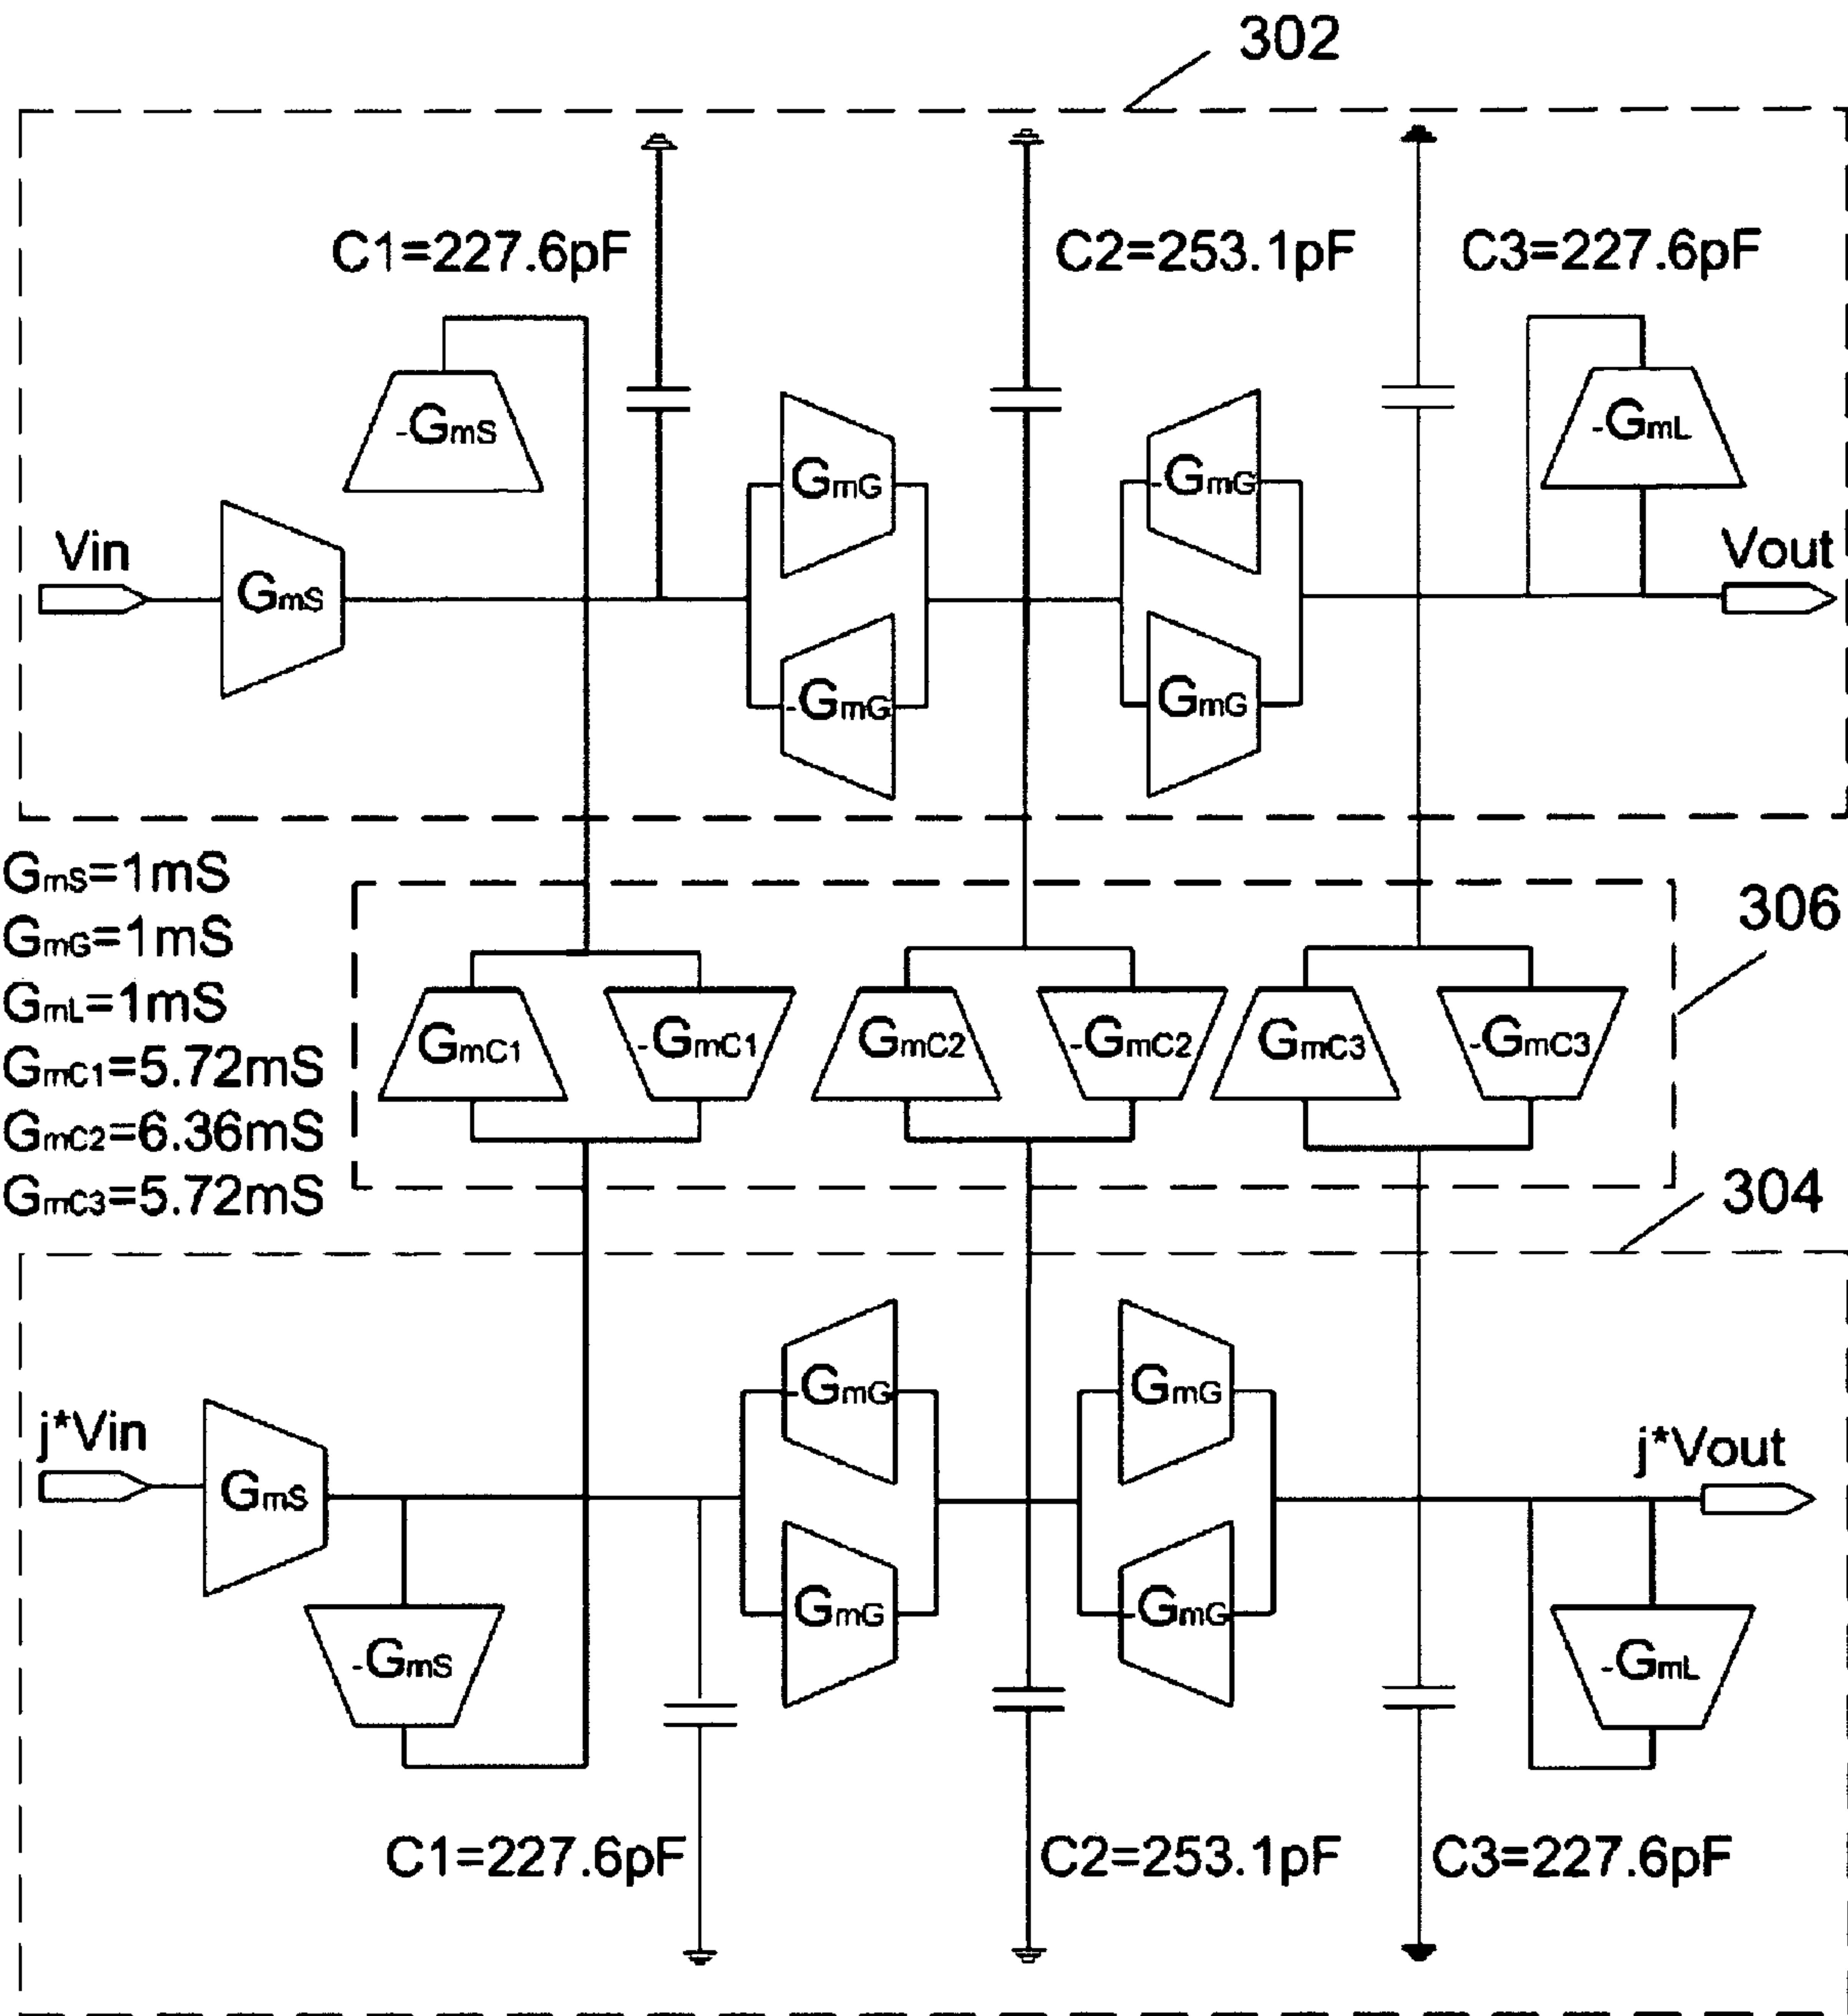 302
C1=227.6pF
C2=253.1pF
C3=227.6pF
-GmS
GmG
-GmG
-GmL
Vin
GmS
Vout
-GmG
GmG
GmS=1mS
GmG=1mS
GmL=1mS
GmC1=5.72mS
GmC2=6.36mS
GmC3=5.72mS
306
GmC1
-GmC1
GmC2
-GmC2
GmC3
-GmC3
304
j*Vin
GmS
-GmG
GmG
j*Vout
-GmS
GmG
-GmG
-GmL
C1=227.6pF
C2=253.1pF
C3=227.6pF